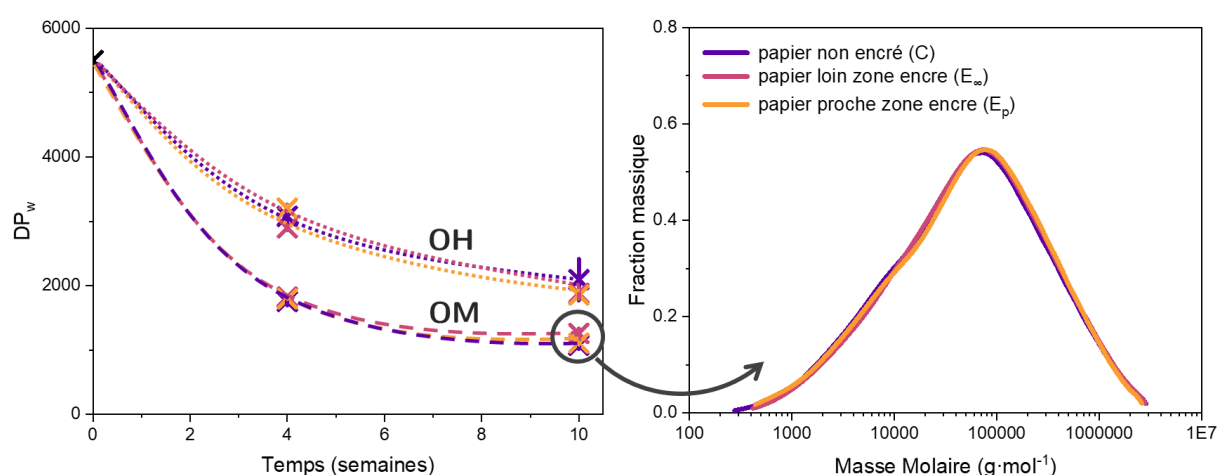 6000
4000
2000
0
DPw
0
2
4
6
8
10
Temps (semaines)
OH
OM
0.8
0.6
0.4
0.2
0.0
Fraction massique
papier non encré (C)
papier loin zone encre (E∞)
papier proche zone encre (Ep)
100
1000
10000
100000
1000000
1E7
Masse Molaire (g·mol⁻¹)